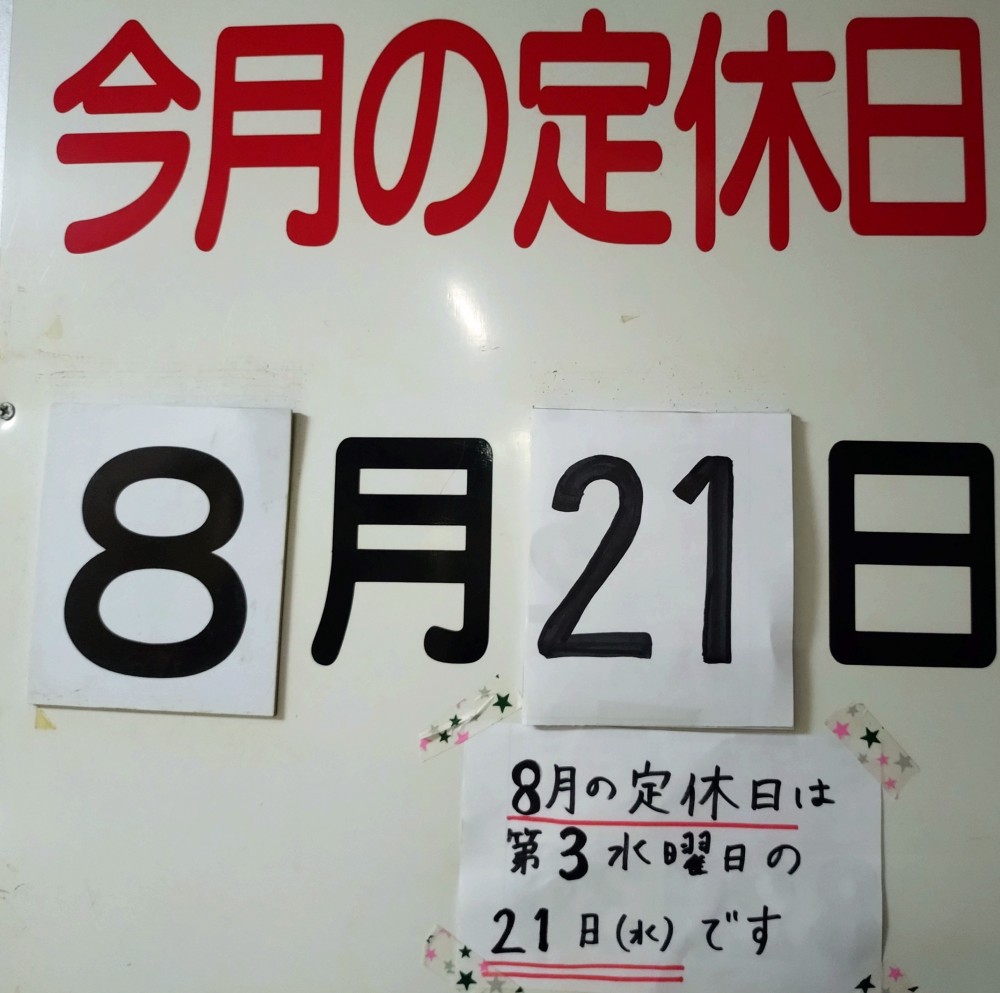 今月の定休日
8月21日
8月の定休日は
第3水曜日の
21日(水)です